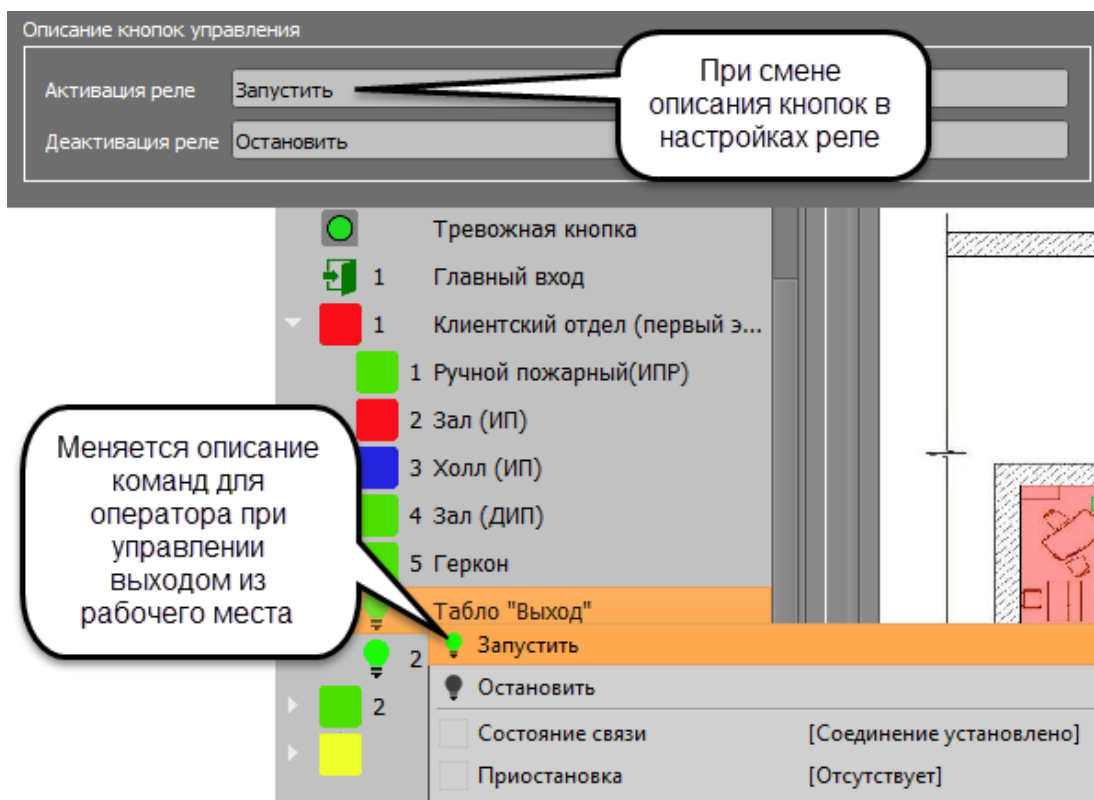 Описание кнопок управления
Активация реле
Запустить
Деактивация реле
Остановить
При смене
описания кнопок в
настройках реле
Тревожная кнопка
1 Главный вход
1 Клиентский отдел (первый э...
1 Ручной пожарный(ИПР)
2 Зал (ИП)
3 Холл (ИП)
4 Зал (ДИП)
5 Геркон
Табло "Выход"
Меняется описание
команд для
оператора при
управлении
выходом из
рабочего места
2
Запустить
Остановить
2
Состояние связи [Соединение установлено]
Приостановка [Отсутствует]